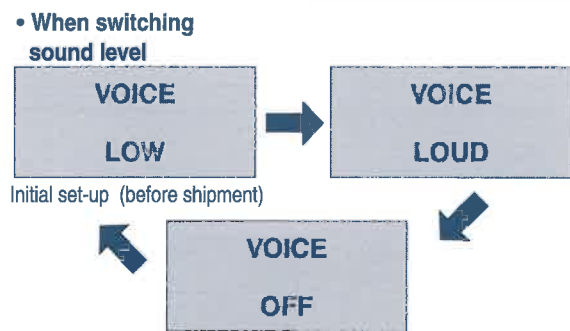 • When switching
sound level
VOICE
LOW
VOICE
LOUD
Initial set-up (before shipment)
VOICE
OFF